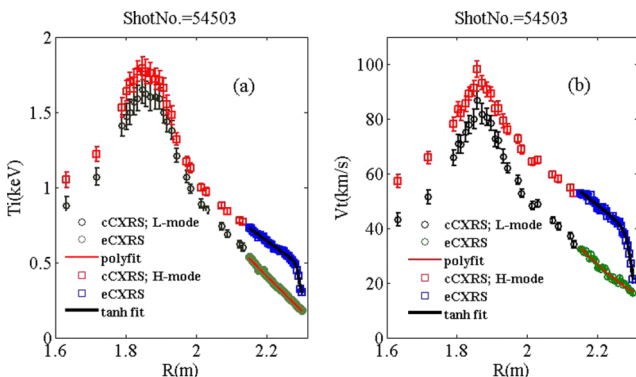 ShotNo.=54503
2
1.5
1
0.5
0
1.6
1.8
2
2.2
Ti(keV)
R(m)
(a)
cCXRS; L-mode
eCXRS
polyfit
cCXRS; H-mode
eCXRS
tanh fit
ShotNo.=54503
100
80
60
40
20
0
1.6
1.8
2
2.2
Vt(km/s)
R(m)
(b)
cCXRS; L-mode
eCXRS
polyfit
cCXRS; H-mode
eCXRS
tanh fit